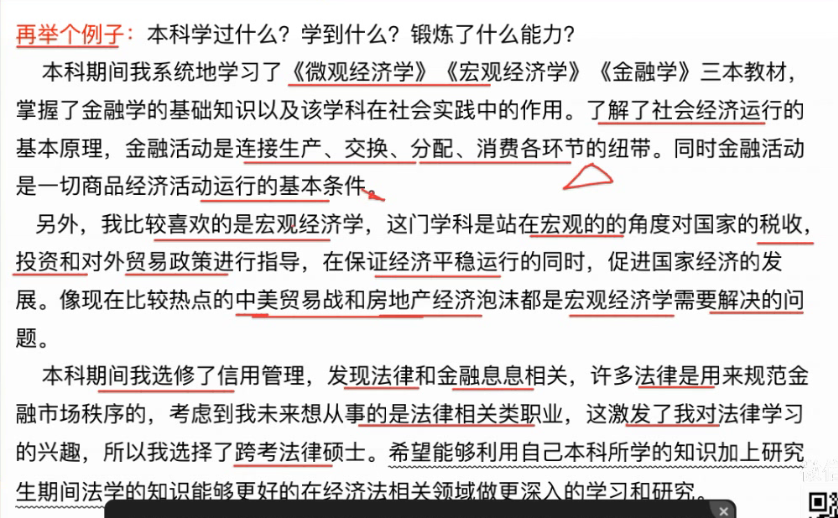 再举个例子：本科学过什么？学到什么？锻炼了什么能力？
本科期间我系统地学习了《微观经济学》《宏观经济学》《金融学》三本教材，
掌握了金融学的基础知识以及该学科在社会实践中的作用。了解了社会经济运行的
基本原理，金融活动是连接生产、交换、分配、消费各环节的纽带。同时金融活动
是一切商品经济活动运行的基本条件。
另外，我比较喜欢的是宏观经济学，这门学科是站在宏观的的角度对国家的税收，
投资和对外贸易政策进行指导，在保证经济平稳运行的同时，促进国家经济的发
展。像现在比较热点的中美贸易战和房地产经济泡沫都是宏观经济学需要解决的问
题。
本科期间我选修了信用管理，发现法律和金融息息相关，许多法律是用来规范金
融市场秩序的，考虑到我未来想从事的是法律相关类职业，这激发了我对法律学习
的兴趣，所以我选择了跨考法律硕士。希望能够利用自己本科所学的知识加上研究
生期间法学的知识能够更好的在经济法相关领域做更深入的学习和研究。